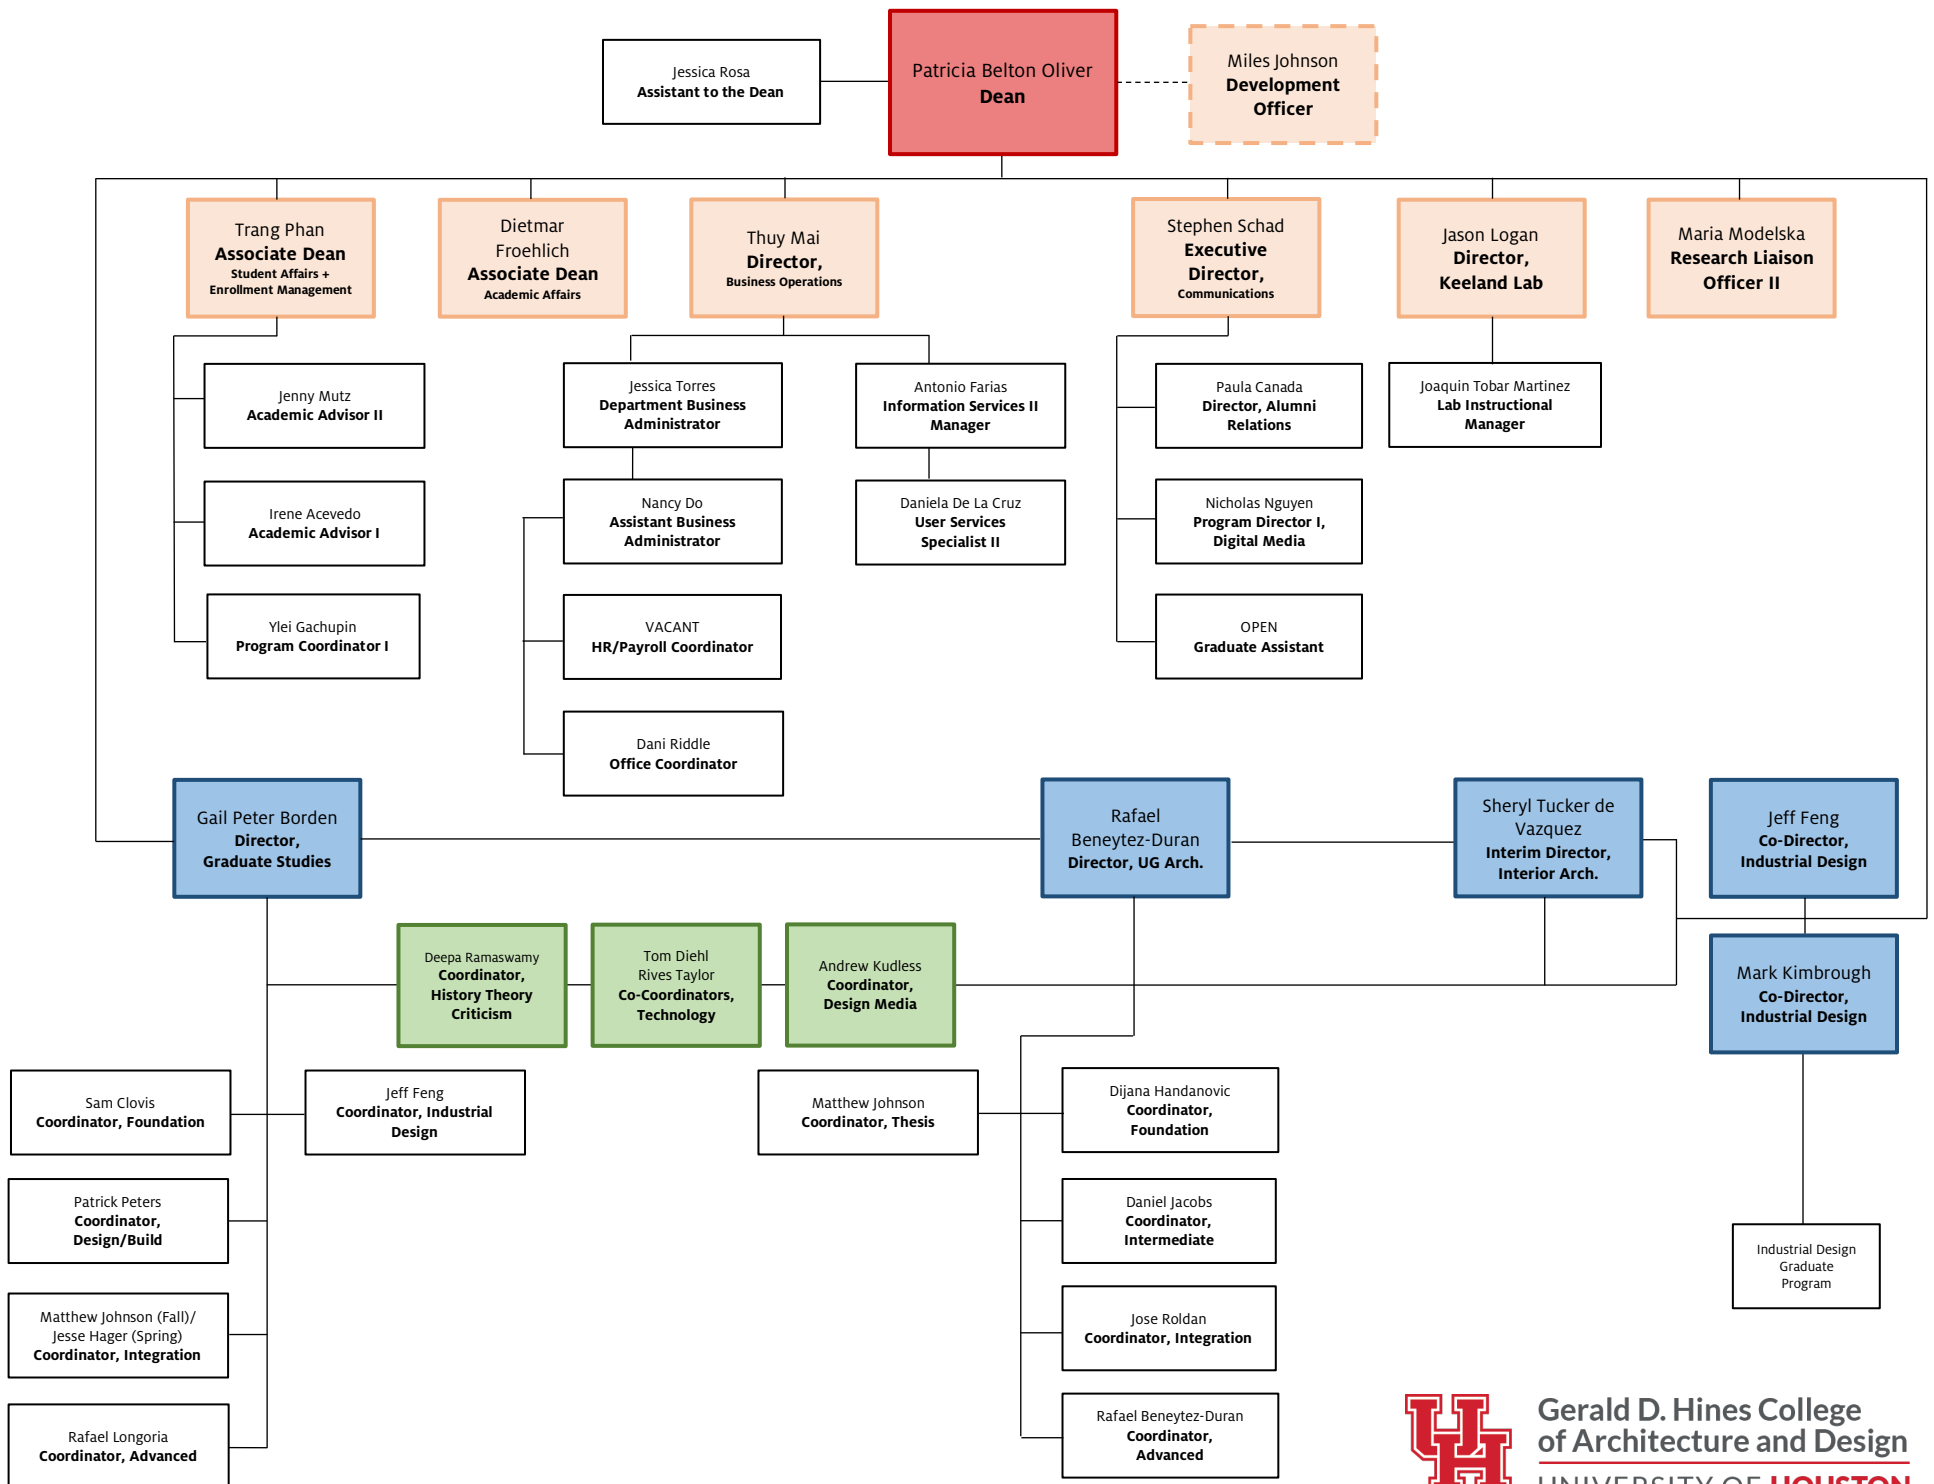 Jessica Rosa
Assistant to the Dean
Patricia Belton Oliver
Dean
Miles Johnson
Development
Officer
Trang Phan
Associate Dean
Student Affairs +
Enrollment Management
Dietmar
Froehlich
Associate Dean
Academic Affairs
Thuy Mai
Director,
Business Operations
Stephen Schad
Executive
Director,
Communications
Jason Logan
Director,
Keeland Lab
Maria Modelska
Research Liaison
Officer II
Jenny Mutz
Academic Advisor II
Jessica Torres
Department Business
Administrator
Antonio Farias
Information Services II
Manager
Paula Canada
Director, Alumni
Relations
Joaquin Tobar Martinez
Lab Instructional
Manager
Irene Acevedo
Academic Advisor I
Nancy Do
Assistant Business
Administrator
Daniela De La Cruz
User Services
Specialist II
Nicholas Nguyen
Program Director I,
Digital Media
Ylei Gachupin
Program Coordinator I
VACANT
HR/Payroll Coordinator
OPEN
Graduate Assistant
Dani Riddle
Office Coordinator
Gail Peter Borden
Director,
Graduate Studies
Rafael
Beneytez-Duran
Director, UG Arch.
Sheryl Tucker de
Vazquez
Interim Director,
Interior Arch.
Jeff Feng
Co-Director,
Industrial Design
Deepa Ramaswamy
Coordinator,
History Theory
Criticism
Tom Diehl
Rives Taylor
Co-Coordinators,
Technology
Andrew Kudless
Coordinator,
Design Media
Mark Kimbrough
Co-Director,
Industrial Design
Sam Clovis
Coordinator, Foundation
Jeff Feng
Coordinator, Industrial
Design
Matthew Johnson
Coordinator, Thesis
Dijana Handanovic
Coordinator,
Foundation
Patrick Peters
Coordinator,
Design/Build
Daniel Jacobs
Coordinator,
Intermediate
Industrial Design
Graduate
Program
Matthew Johnson (Fall)/
Jesse Hager (Spring)
Coordinator, Integration
Jose Roldan
Coordinator, Integration
Rafael Longoria
Coordinator, Advanced
Rafael Beneytez-Duran
Coordinator,
Advanced
Gerald D. Hines College
of Architecture and Design
UNIVERSITY OF HOUSTON